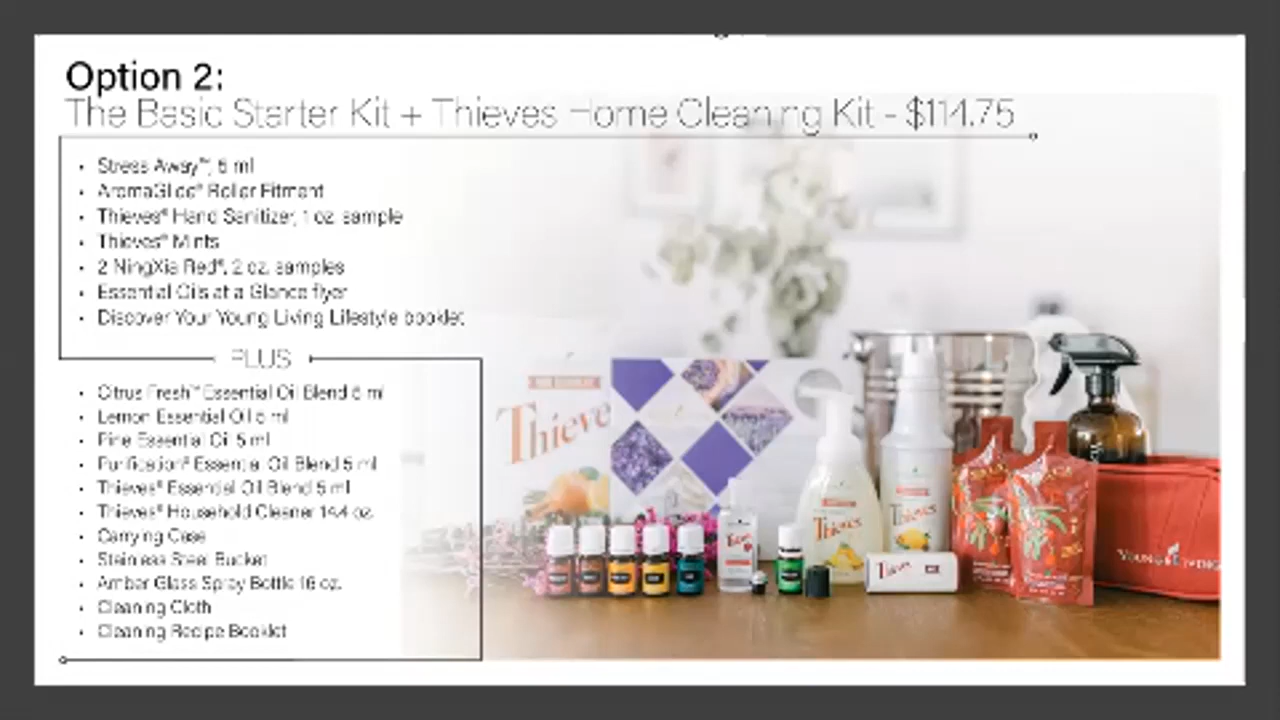 Option 2:
The Basic Starter Kit + Thieves Home Cleaning Kit - $114.75
• Stress Away™, 5 ml
• AromaGlide® Roller Fitment
• Thieves® Hand Sanitizer, 1 oz. sample
• Thieves® Mints
• 2 NingXia Red®, 2 oz. samples
• Essential Oils at a Glance flyer
• Discover Your Young Living Lifestyle booklet
PLUS
• Citrus Fresh™ Essential Oil Blend 5 ml
• Lemon Essential Oil 5 ml
• Pine Essential Oil 5 ml
• Purification® Essential Oil Blend 5 ml
• Thieves® Essential Oil Blend 5 ml
• Thieves® Household Cleaner 14.4 oz.
• Carrying Case
• Stainless Steel Bucket
• Amber Glass Spray Bottle 16 oz.
• Cleaning Cloth
• Cleaning Recipe Booklet
Thieve
Thieves
Thieves
Thieves
YOUNG LIVING